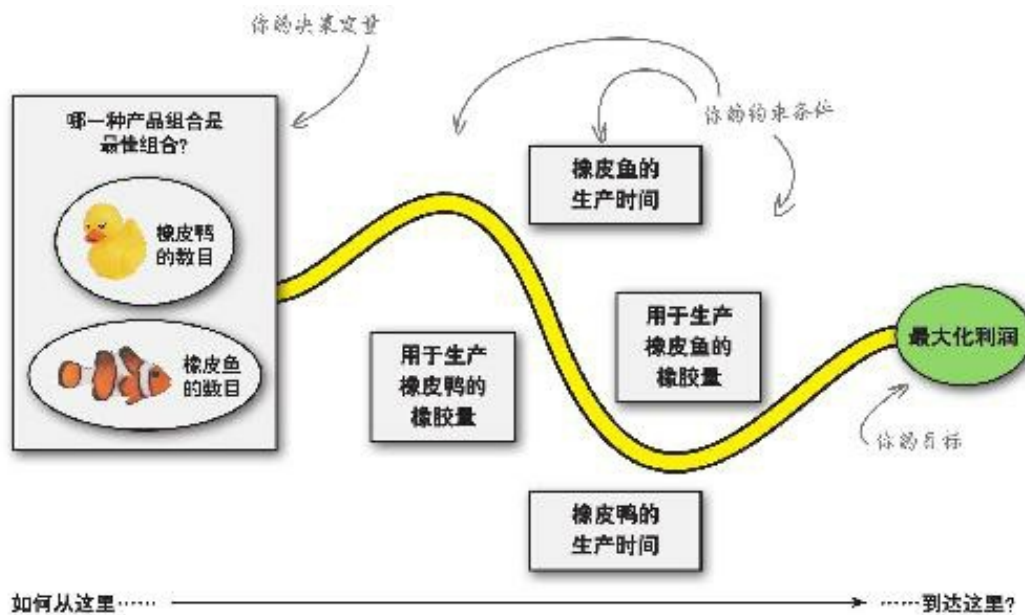 你的决策变量
哪一种产品组合是
最佳组合?
橡皮鸭
的数目
橡皮鱼
的数目
你的约束条件
橡皮鱼的
生产时间
用于生产
橡皮鸭的
橡胶量
用于生产
橡皮鱼的
橡胶量
橡皮鸭的
生产时间
最大化利润
你的目标
如何从这里……
……到达这里?